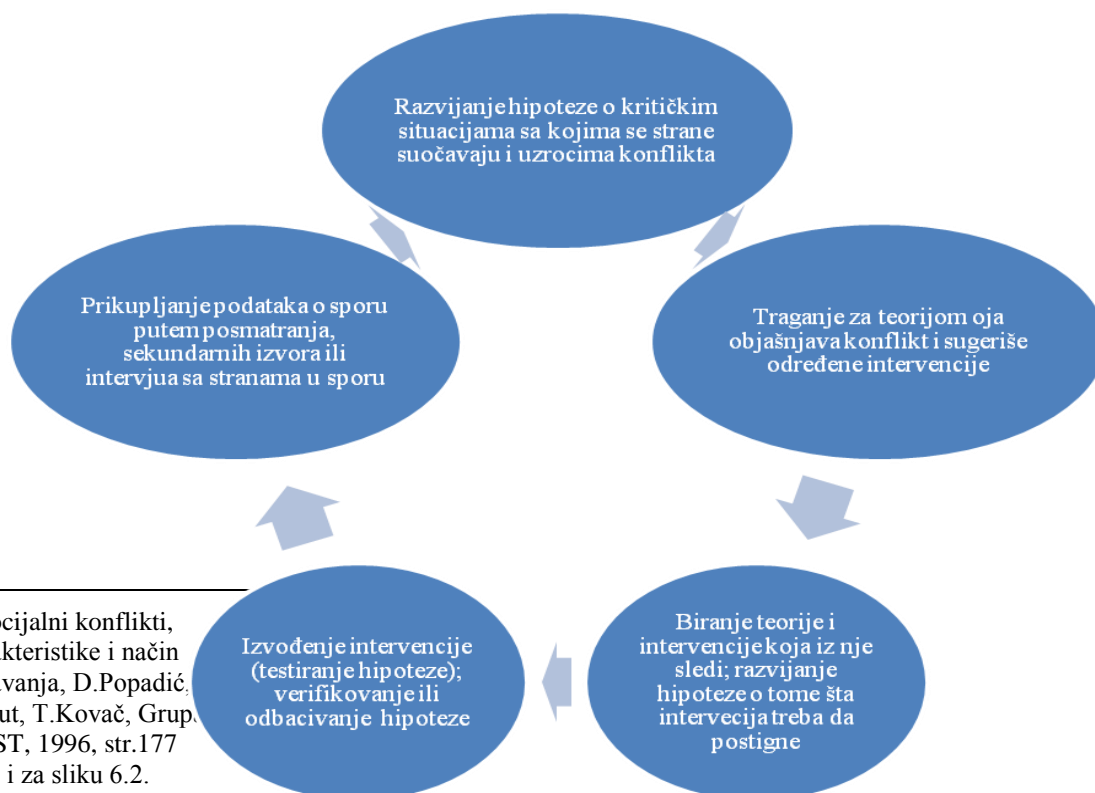 Razvijanje hipoteze o kritičkim
situacijama sa kojima se strane
suočavaju i uzrocima konflikta
Traganje za teorijom oja
objašnjava konflikt i sugeriše
određene intervencije
Biranje teorije i
intervencije koja iz nje
sledi; razvijanje
hipoteze o tome šta
intervecija treba da
postigne
Izvođenje intervencije
(testiranje hipoteze);
verifikovanje ili
odbacivanje hipoteze
Prikupljanje podataka o sporu
putem posmatranja,
sekundarnih izvora ili
intervjua sa stranama u sporu
ocijalni konflikti,
akteristike i način
avanja, D.Popadić,
ut, T.Kovač, Grup
ST, 1996, str.177
i za sliku 6.2.